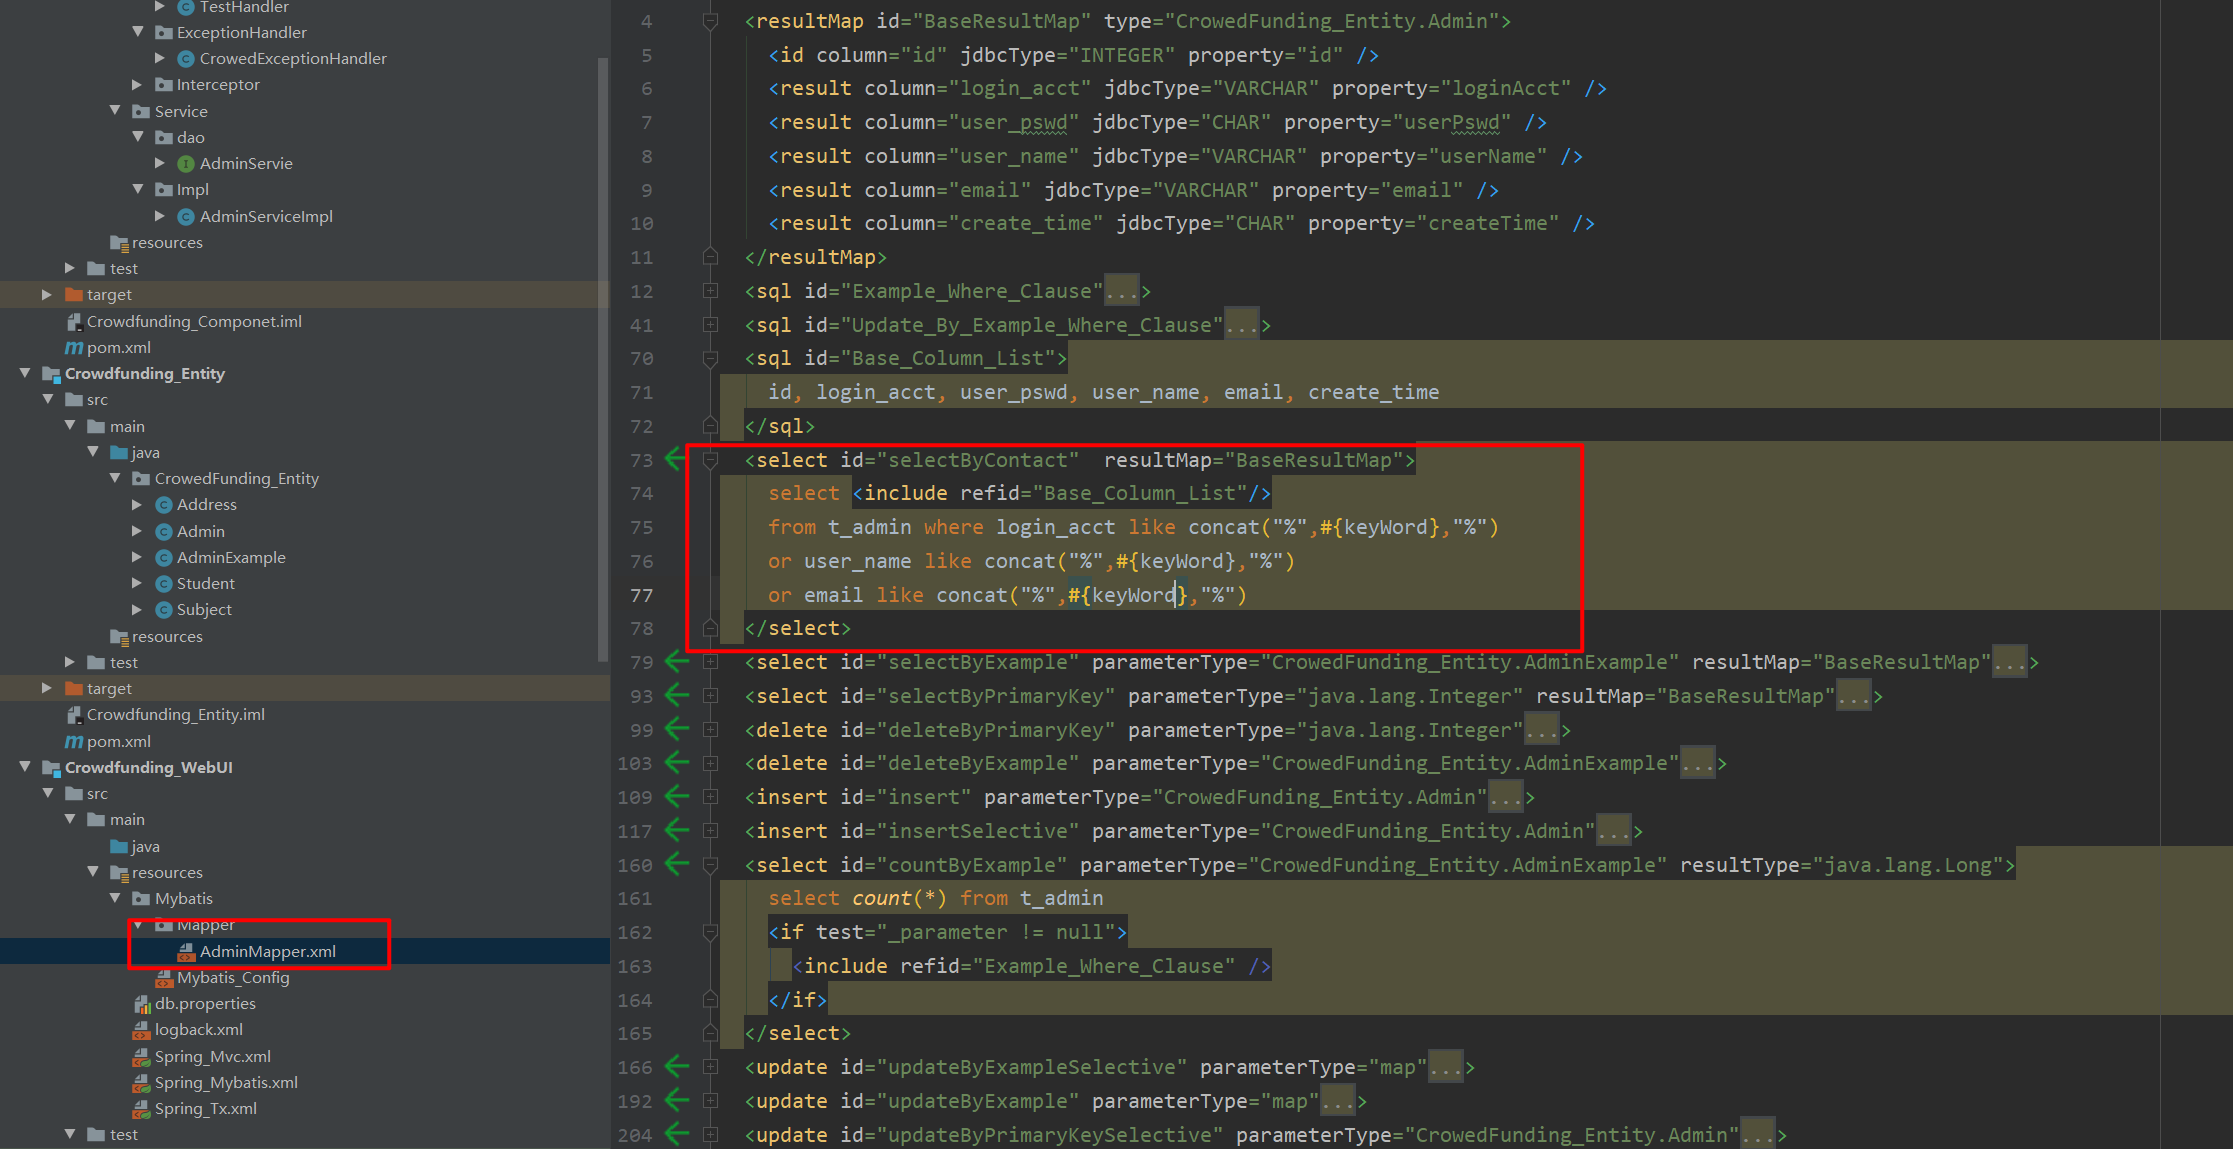 TestHandler
ExceptionHandler
CrowedExceptionHandler
Interceptor
Service
dao
AdminServie
Impl
AdminServiceImpl
resources
test
target
Crowdfunding_Componet.iml
pom.xml
Crowdfunding_Entity
src
main
java
CrowedFunding_Entity
Address
Admin
AdminExample
Student
Subject
resources
test
target
Crowdfunding_Entity.iml
pom.xml
Crowdfunding_WebUI
src
main
java
resources
Mybatis
Mapper
AdminMapper.xml
Mybatis_Config
db.properties
logback.xml
Spring_Mvc.xml
Spring_Mybatis.xml
Spring_Tx.xml
test
4 <resultMap id="BaseResultMap" type="CrowedFunding_Entity.Admin">
5 <id column="id" jdbcType="INTEGER" property="id" />
6 <result column="login_acct" jdbcType="VARCHAR" property="loginAcct" />
7 <result column="user_pswd" jdbcType="CHAR" property="userPswd" />
8 <result column="user_name" jdbcType="VARCHAR" property="userName" />
9 <result column="email" jdbcType="VARCHAR" property="email" />
10 <result column="create_time" jdbcType="CHAR" property="createTime" />
11 </resultMap>
12 <sql id="Example_Where_Clause"...>
41 <sql id="Update_By_Example_Where_Clause"...>
70 <sql id="Base_Column_List">
71 id, login_acct, user_pswd, user_name, email, create_time
72 </sql>
73 <select id="selectByContact"  resultMap="BaseResultMap">
74 select <include refid="Base_Column_List"/>
75 from t_admin where login_acct like concat("%",#{keyWord},"%")
76 or user_name like concat("%",#{keyWord},"%")
77 or email like concat("%",#{keyWord},"%")
78 </select>
79 <select id="selectByExample" parameterType="CrowedFunding_Entity.AdminExample" resultMap="BaseResultMap"...>
93 <select id="selectByPrimaryKey" parameterType="java.lang.Integer" resultMap="BaseResultMap"...>
99 <delete id="deleteByPrimaryKey" parameterType="java.lang.Integer"...>
103 <delete id="deleteByExample" parameterType="CrowedFunding_Entity.AdminExample"...>
109 <insert id="insert" parameterType="CrowedFunding_Entity.Admin"...>
117 <insert id="insertSelective" parameterType="CrowedFunding_Entity.Admin"...>
160 <select id="countByExample" parameterType="CrowedFunding_Entity.AdminExample" resultType="java.lang.Long">
161 select count(*) from t_admin
162 <if test="_parameter != null">
163 <include refid="Example_Where_Clause" />
164 </if>
165 </select>
166 <update id="updateByExampleSelective" parameterType="map"...>
192 <update id="updateByExample" parameterType="map"...>
204 <update id="updateByPrimaryKeySelective" parameterType="CrowedFunding_Entity.Admin"...>